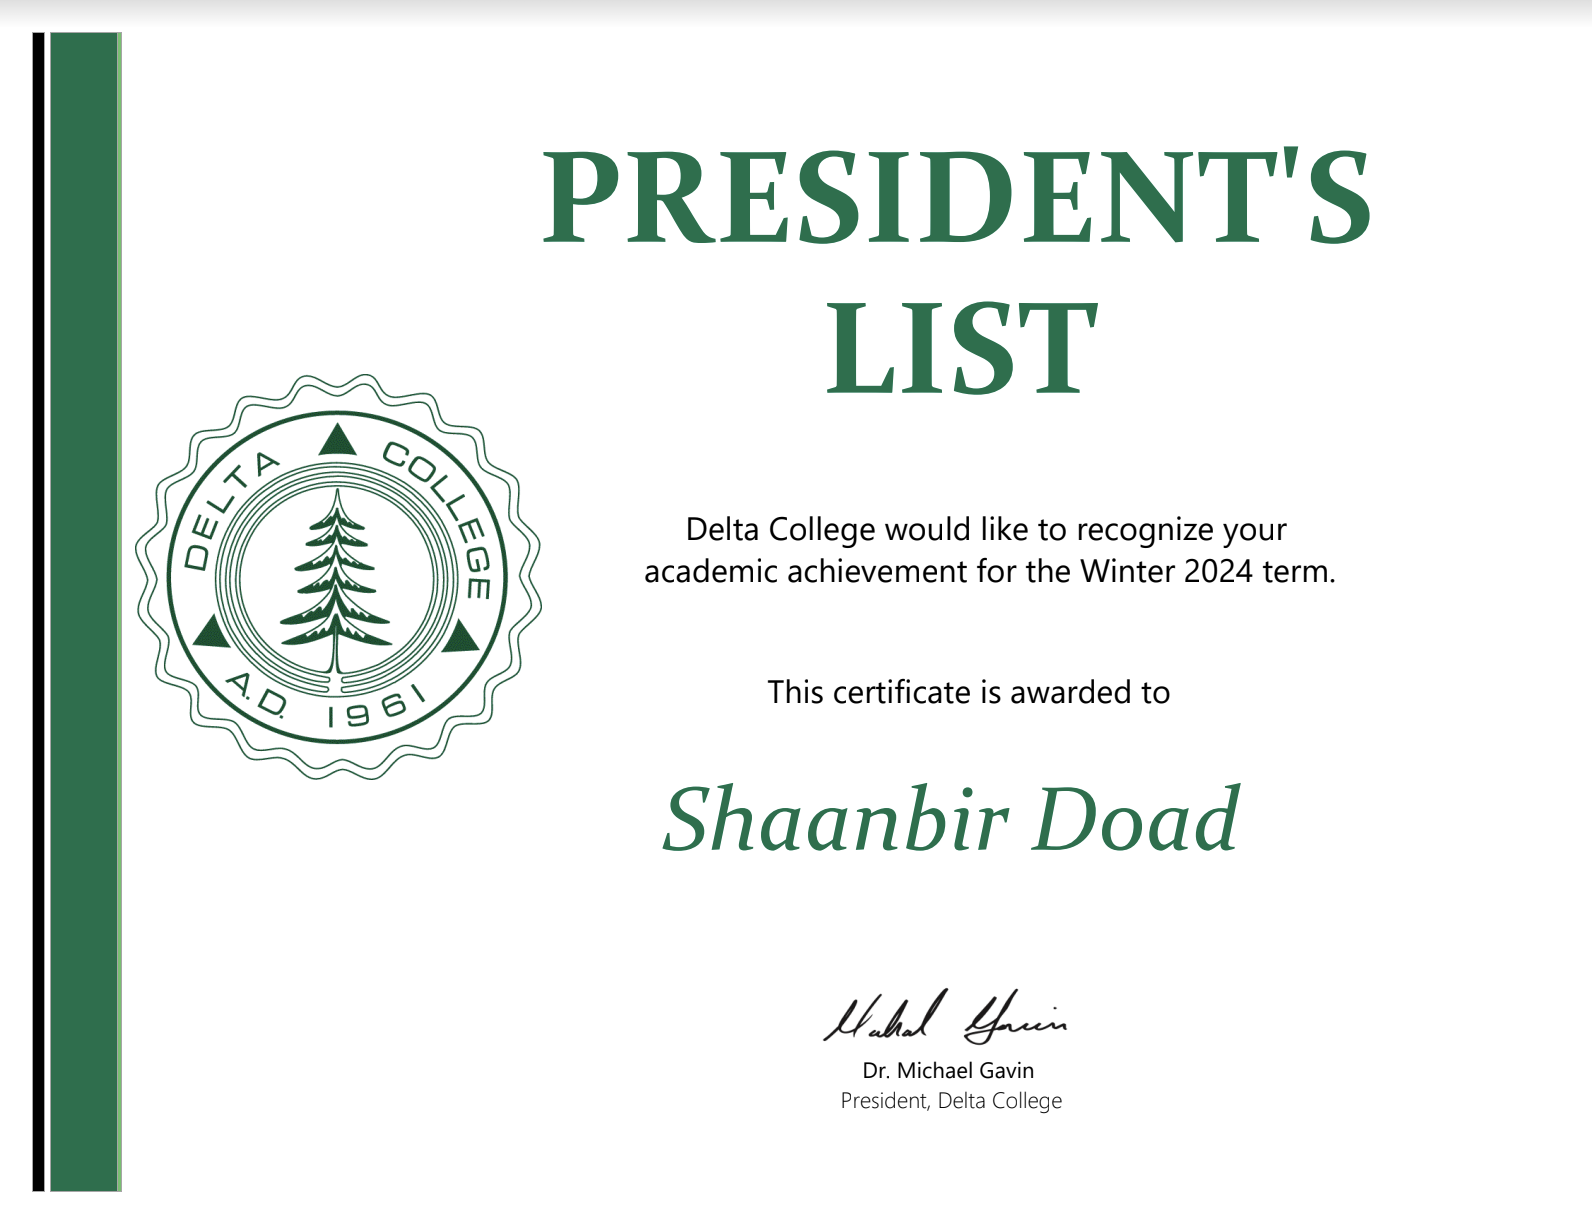 PRESIDENT'S
LIST
DELTA COLLEGE
A.D. 1961
Delta College would like to recognize your
academic achievement for the Winter 2024 term.
This certificate is awarded to
Shaanbir Doad
Michael Gavin
Dr. Michael Gavin
President, Delta College